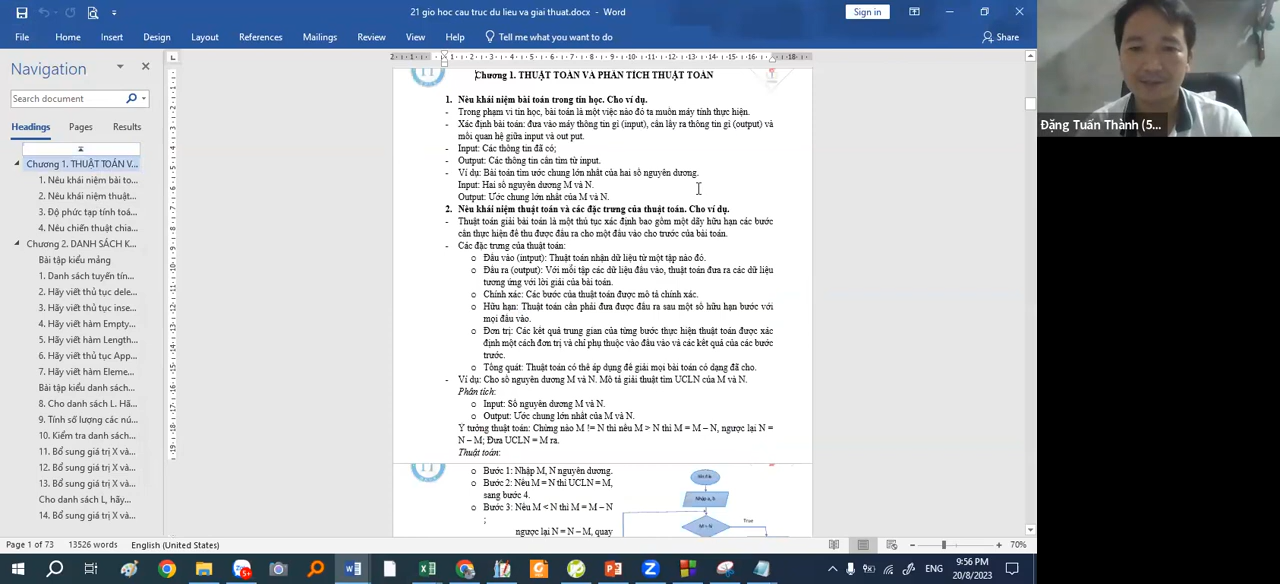 21 gio hoc cau truc du lieu va giai thuat.docx - Word
Sign in
File Home Insert Design Layout References Mailings Review View Help Tell me what you want to do Share
Navigation
Search document
Headings Pages Results
Chương 1. THUẬT TOÁN V...
1. Nêu khái niệm bài to...
2. Nêu khái niệm thuật...
3. Độ phức tạp tính toá...
4. Nêu chiến thuật chia...
Chương 2. DANH SÁCH K...
Bài tập kiểu mảng
1. Danh sách tuyến tín...
2. Hãy viết thủ tục dele...
3. Hãy viết thủ tục inse...
4. Hãy viết hàm Empty...
5. Hãy viết hàm Length...
6. Hãy viết thủ tục App...
7. Hãy viết hàm Eleme...
Bài tập kiểu danh sách...
8. Cho danh sách L. Hã...
9. Tính số lượng các nú...
10. Kiểm tra danh sách...
11. Bổ sung giá trị X và...
12. Bổ sung giá trị X và...
13. Bổ sung giá trị X và...
Cho danh sách L, hãy...
14. Bổ sung giá trị X và...
Chương 1. THUẬT TOÁN VÀ PHÂN TÍCH THUẬT TOÁN
1. Nêu khái niệm bài toán trong tin học. Cho ví dụ.
- Trong phạm vi tin học, bài toán là một việc nào đó ta muốn máy tính thực hiện.
- Xác định bài toán: đưa vào máy thông tin gì (input), cần lấy ra thông tin gì (output) và
mối quan hệ giữa input và out put.
- Input: Các thông tin đã có;
- Output: Các thông tin cần tìm từ input.
- Ví dụ: Bài toán tìm ước chung lớn nhất của hai số nguyên dương.
Input: Hai số nguyên dương M và N.
Output: Ước chung lớn nhất của M và N.
2. Nêu khái niệm thuật toán và các đặc trưng của thuật toán. Cho ví dụ.
- Thuật toán giải bài toán là một thủ tục xác định bao gồm một dãy hữu hạn các bước
cần thực hiện để thu được đầu ra cho một đầu vào cho trước của bài toán.
- Các đặc trưng của thuật toán:
o Đầu vào (intput): Thuật toán nhận dữ liệu từ một tập nào đó.
o Đầu ra (output): Với mỗi tập các dữ liệu đầu vào, thuật toán đưa ra các dữ liệu
tương ứng với lời giải của bài toán.
o Chính xác: Các bước của thuật toán được mô tả chính xác.
o Hữu hạn: Thuật toán cần phải đưa được đầu ra sau một số hữu hạn bước với
mọi đầu vào.
o Đơn trị: Các kết quả trung gian của từng bước thực hiện thuật toán được xác
định một cách đơn trị và chỉ phụ thuộc vào đầu vào và các kết quả của các bước
trước.
o Tổng quát: Thuật toán có thể áp dụng để giải mọi bài toán có dạng đã cho.
- Ví dụ: Cho số nguyên dương M và N. Mô tả giải thuật tìm UCLN của M và N.
Phân tích:
o Input: Số nguyên dương M và N.
o Output: Ước chung lớn nhất của M và N.
Ý tưởng thuật toán: Chừng nào M != N thì nếu M > N thì M = M – N, ngược lại N =
N – M; Đưa UCLN = M ra.
Thuật toán:
o Bước 1: Nhập M, N nguyên dương.
o Bước 2: Nếu M = N thì UCLN = M,
sang bước 4.
o Bước 3: Nếu M < N thì M = M – N
;
ngược lại N = N – M, quay
Nhập a, b
M > N
True
Đặng Tuấn Thành (5...
Page 1 of 73 13526 words English (United States) 70%
ENG 9:56 PM 20/8/2023